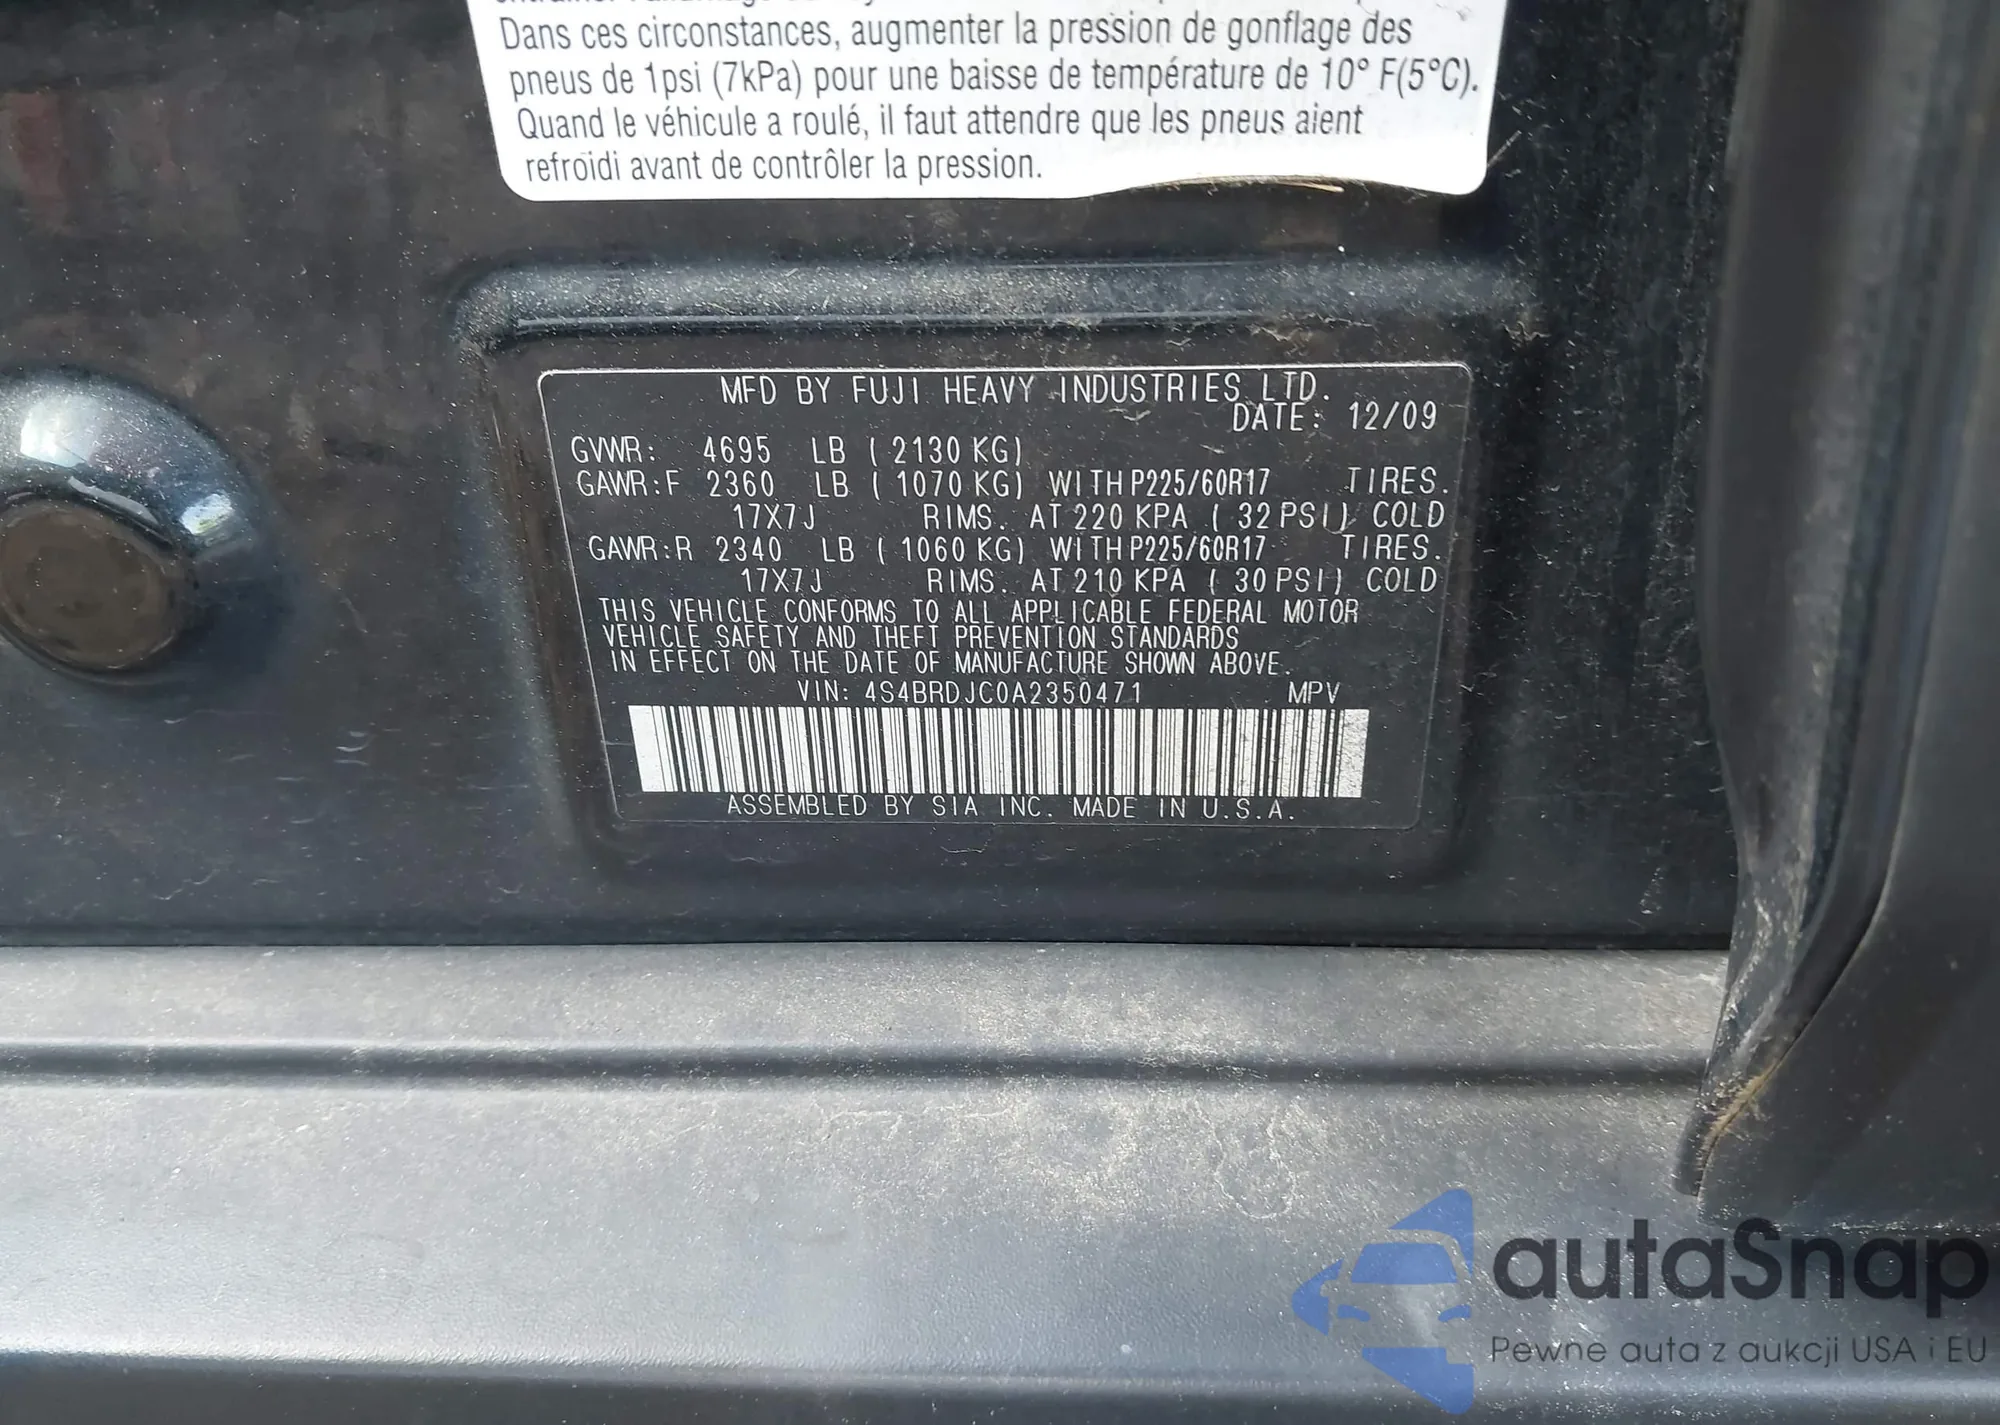 Dans ces circonstances, augmenter la pression de gonflage des
pneus de 1psi (7kPa) pour une baisse de température de 10° F(5°C).
Quand le véhicule a roulé, il faut attendre que les pneus aient
refroidi avant de contrôler la pression.
MFD BY FUJI HEAVY INDUSTRIES LTD.
DATE: 12/09
GVWR: 4695 LB (2130 KG)
GAWR:F 2360 LB (1070 KG) WITH P225/60R17 TIRES.
17X7J RIMS. AT 220 KPA (32 PSI) COLD
GAWR:R 2340 LB (1060 KG) WITH P225/60R17 TIRES.
17X7J RIMS. AT 210 KPA (30 PSI) COLD
THIS VEHICLE CONFORMS TO ALL APPLICABLE FEDERAL MOTOR
VEHICLE SAFETY AND THEFT PREVENTION STANDARDS
IN EFFECT ON THE DATE OF MANUFACTURE SHOWN ABOVE.
VIN: 4S4BRDJC0A2350471 MPV
ASSEMBLED BY SIA INC. MADE IN U.S.A.
autaSnap
Pewne auta z aukcji USA i EU